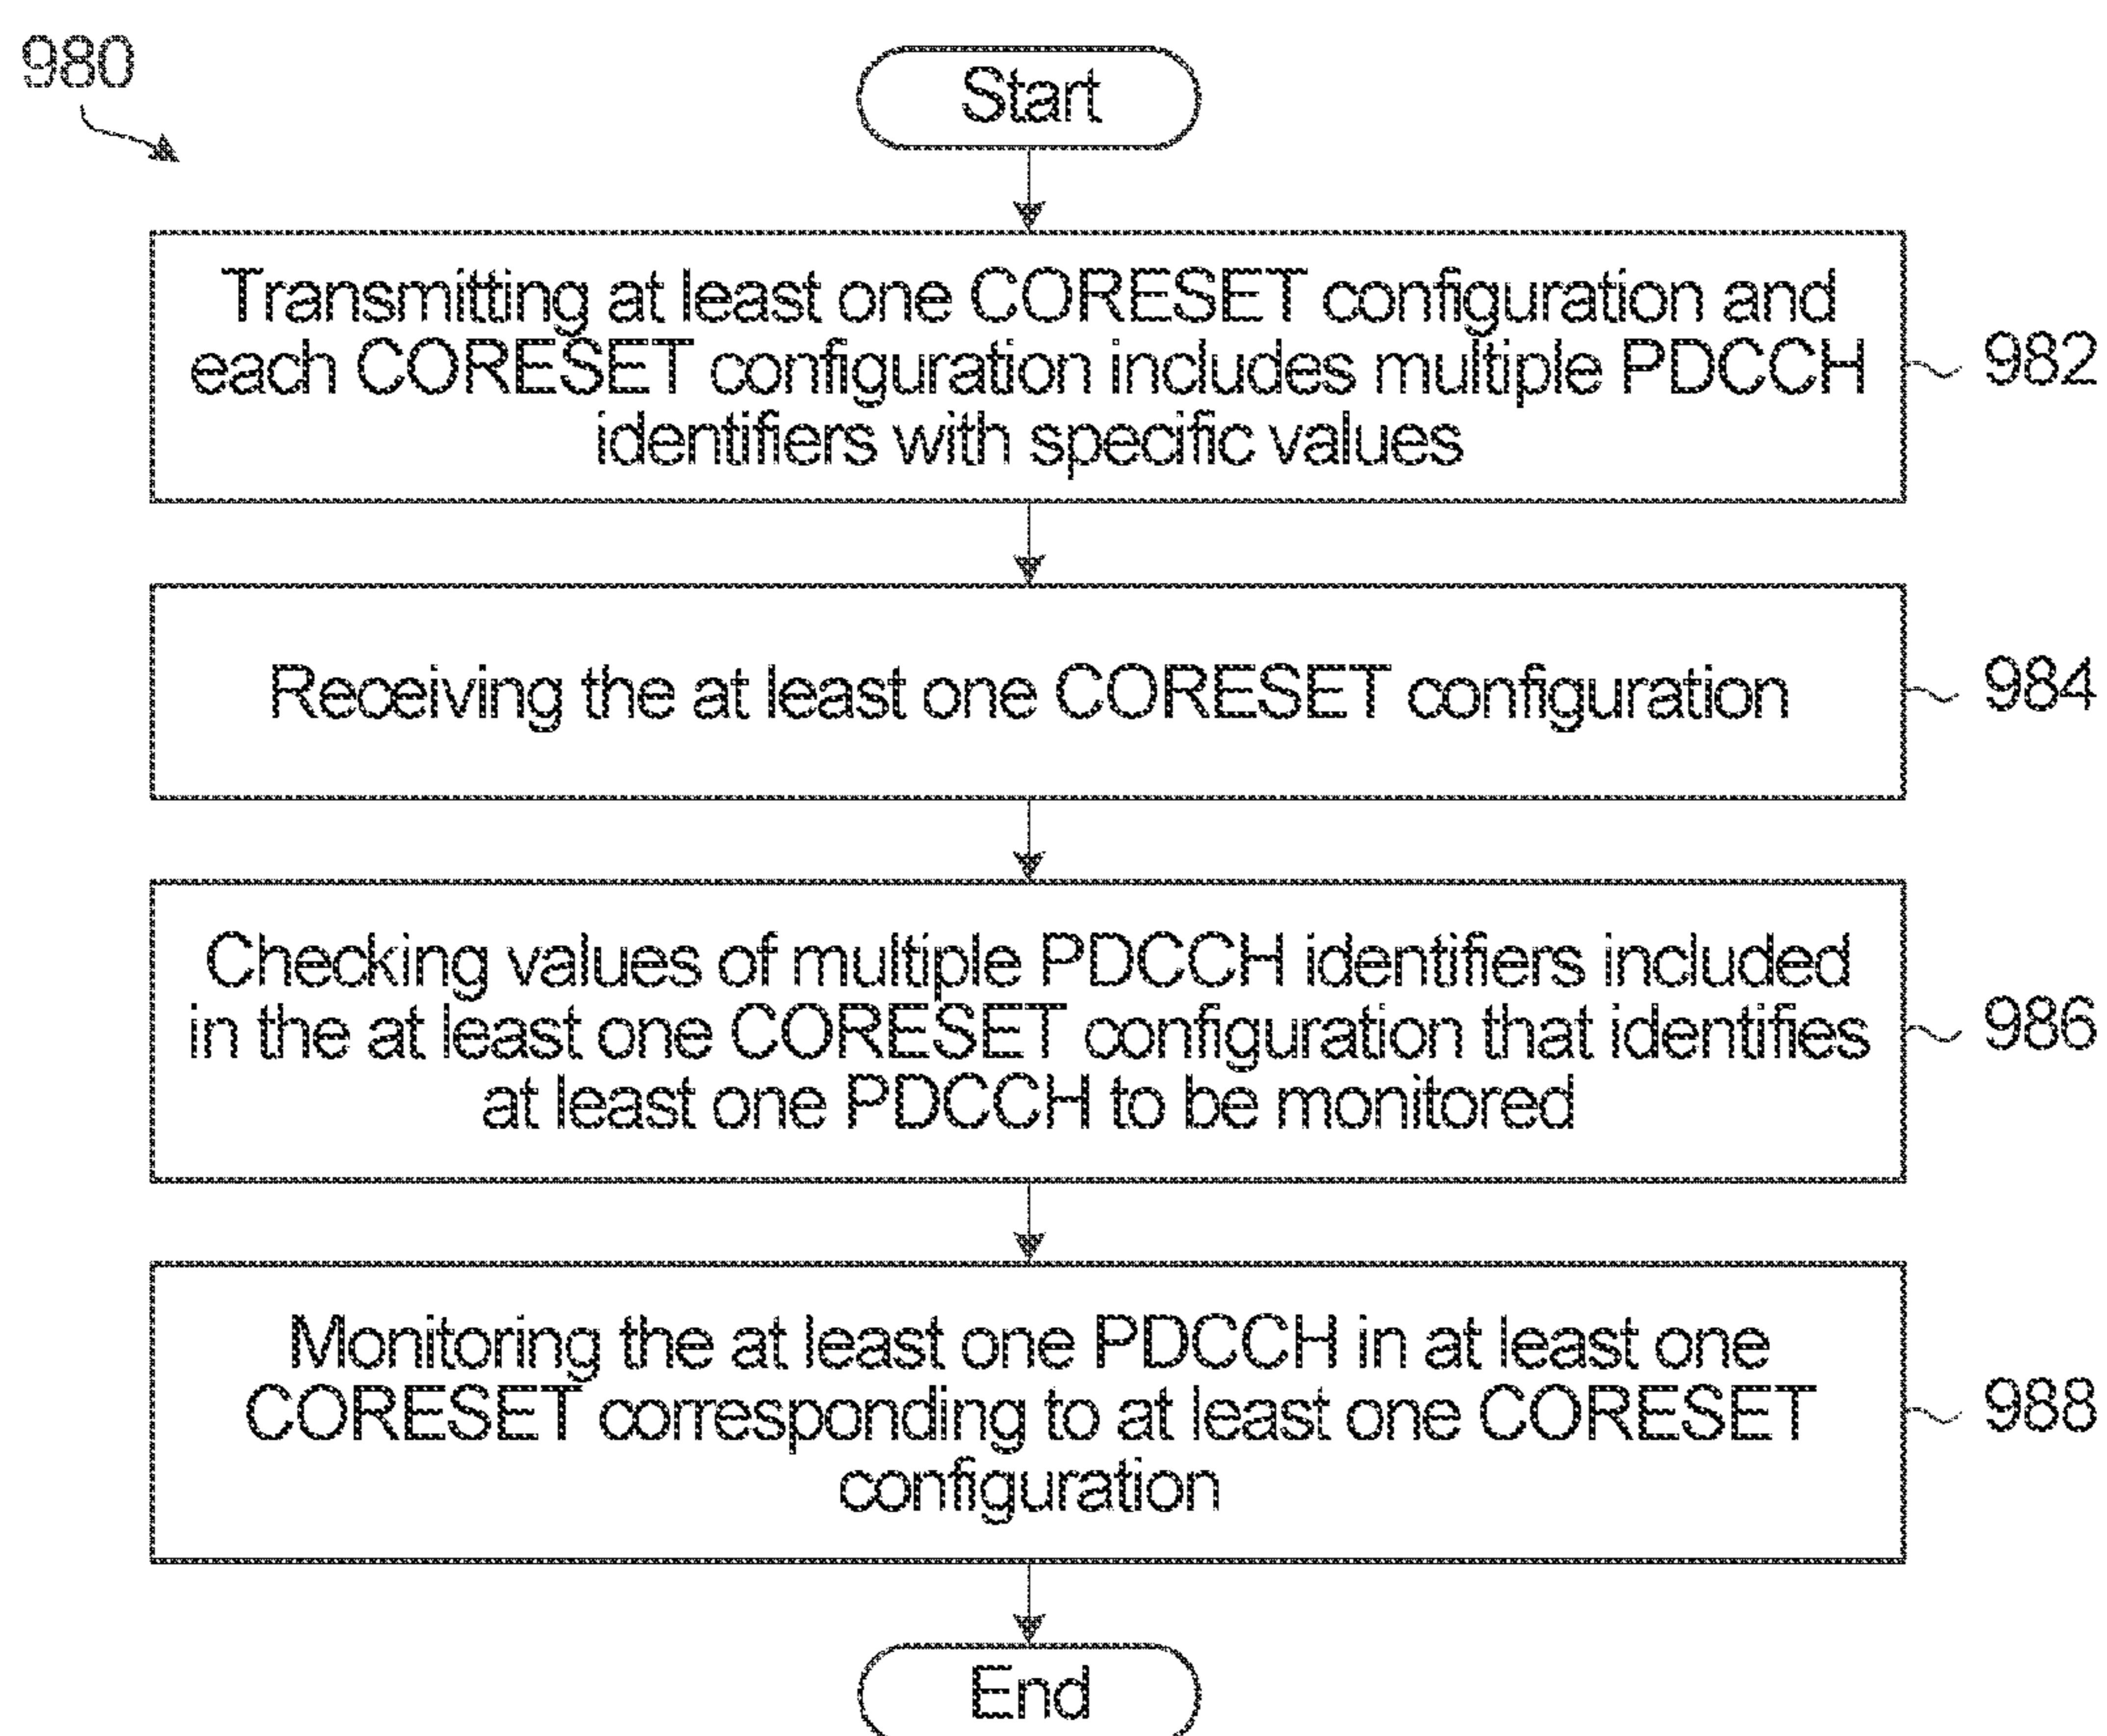 980
Start
Transmitting at least one CORESET configuration and
each CORESET configuration includes multiple PDCCH
identifiers with specific values
982
Receiving the at least one CORESET configuration
984
Checking values of multiple PDCCH identifiers included
in the at least one CORESET configuration that identifies
at least one PDCCH to be monitored
986
Monitoring the at least one PDCCH in at least one
CORESET corresponding to at least one CORESET
configuration
988
End